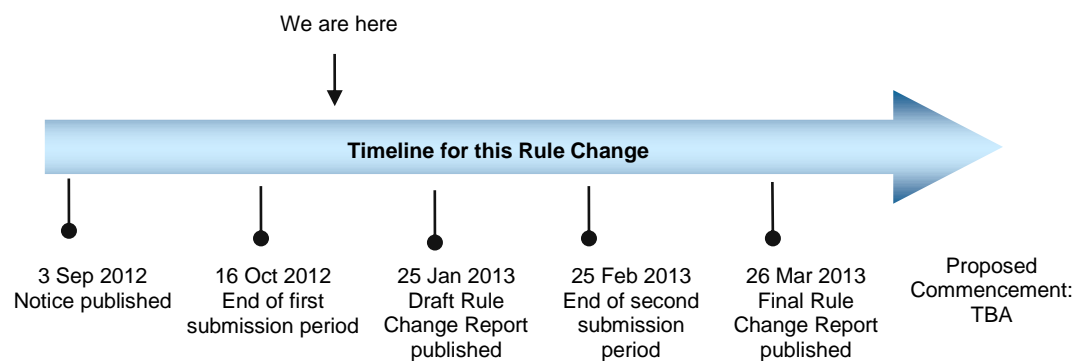 We are here
Timeline for this Rule Change
3 Sep 2012
Notice published
16 Oct 2012
End of first
submission period
25 Jan 2013
Draft Rule
Change Report
published
25 Feb 2013
End of second
submission
period
26 Mar 2013
Final Rule
Change Report
published
Proposed
Commencement:
TBA